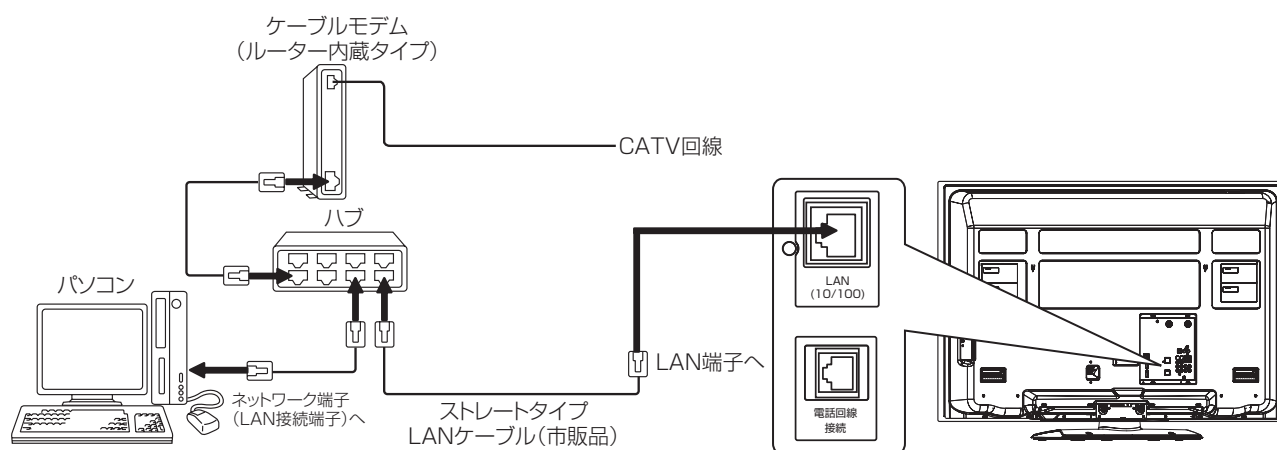 ケーブルモデム
（ルーター内蔵タイプ）
CATV回線
ハブ
パソコン
ネットワーク端子
（LAN接続端子）へ
ストレートタイプ
LANケーブル（市販品）
LAN端子へ
LAN
(10/100)
電話回線
接続